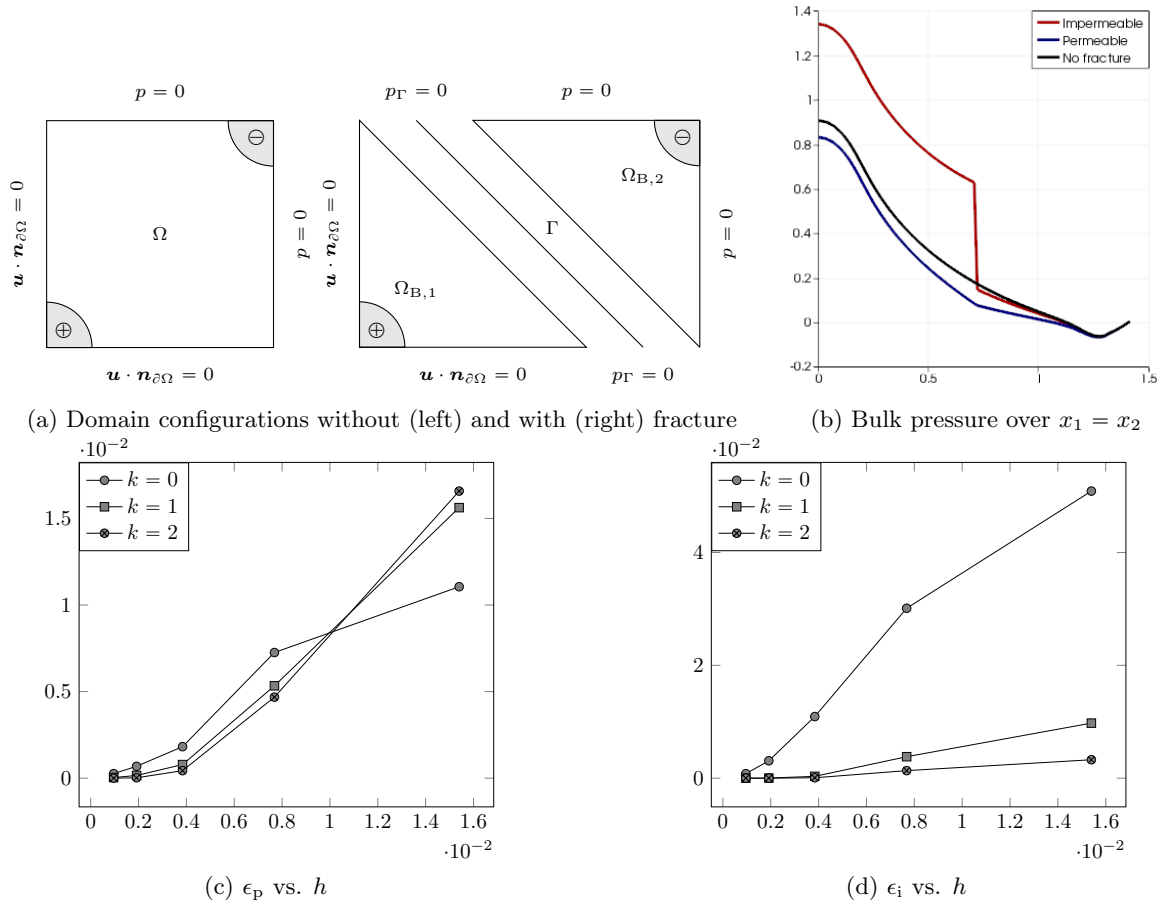 p = 0
u · n∂Ω = 0
Ω
⊕
⊖
p = 0
u · n∂Ω = 0
pΓ = 0
p = 0
u · n∂Ω = 0
ΩB,1
Γ
ΩB,2
⊕
⊖
p = 0
u · n∂Ω = 0
pΓ = 0
(a) Domain configurations without (left) and with (right) fracture
1.4
1.2
1
0.8
0.6
0.4
0.2
0
-0.2
0
0.5
1
1.5
Impermeable
Permeable
No fracture
(b) Bulk pressure over x1 = x2
·10−2
k = 0
k = 1
k = 2
1.5
1
0.5
0
0 0.2 0.4 0.6 0.8 1 1.2 1.4 1.6
·10−2
(c) ϵp vs. h
·10−2
k = 0
k = 1
k = 2
4
2
0
0 0.2 0.4 0.6 0.8 1 1.2 1.4 1.6
·10−2
(d) ϵi vs. h